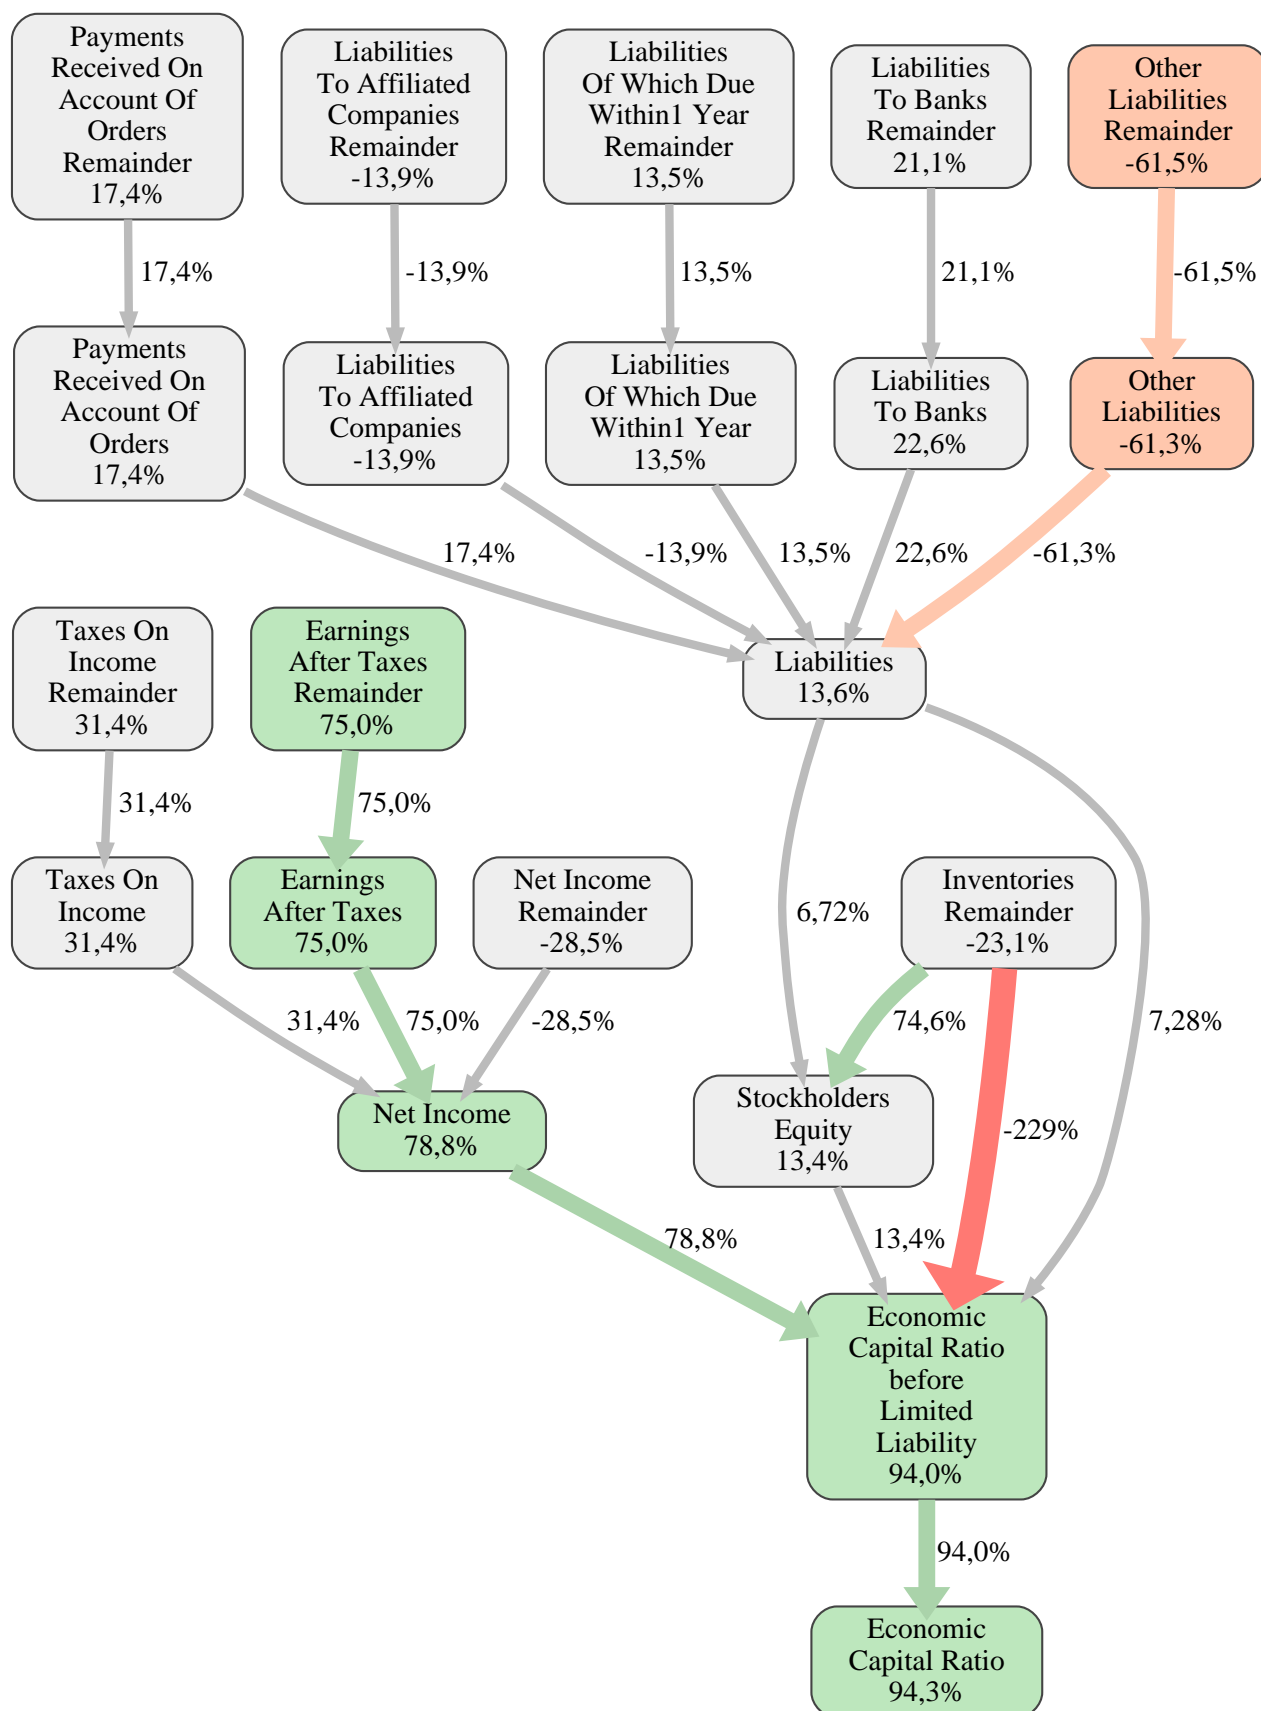 Payments
Received On
Account Of
Orders
Remainder
17,4%
Liabilities
To Affiliated
Companies
Remainder
-13,9%
Liabilities
Of Which Due
Within1 Year
Remainder
13,5%
Liabilities
To Banks
Remainder
21,1%
Other
Liabilities
Remainder
-61,5%
17,4%
-13,9%
13,5%
21,1%
-61,5%
Payments
Received On
Account Of
Orders
17,4%
Liabilities
To Affiliated
Companies
-13,9%
Liabilities
Of Which Due
Within1 Year
13,5%
Liabilities
To Banks
22,6%
Other
Liabilities
-61,3%
17,4%
-13,9%
13,5%
22,6%
-61,3%
Taxes On
Income
Remainder
31,4%
Earnings
After Taxes
Remainder
75,0%
Liabilities
13,6%
31,4%
75,0%
Taxes On
Income
31,4%
Earnings
After Taxes
75,0%
Net Income
Remainder
-28,5%
6,72%
Inventories
Remainder
-23,1%
31,4%
75,0%
-28,5%
74,6%
7,28%
Net Income
78,8%
Stockholders
Equity
13,4%
-229%
78,8%
13,4%
Economic
Capital Ratio
before
Limited
Liability
94,0%
94,0%
Economic
Capital Ratio
94,3%